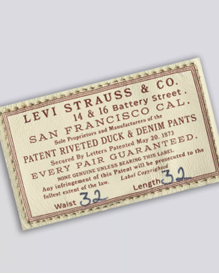 LEVI STRAUSS & CO.
14 & 16 Battery Street.
SAN FRANCISCO CAL.
Sole Proprietors and Manufacturers of the
PATENT RIVETED DUCK & DENIM PANTS
Secured By Letters Patented May 20, 1873
EVERY PAIR GUARANTEED.
NONE GENUINE UNLESS BEARING THIS LABEL
Any infringement of this Patent will be prosecuted to the
fullest extent of the law. Label Copyrighted
Waist 32 Length 32